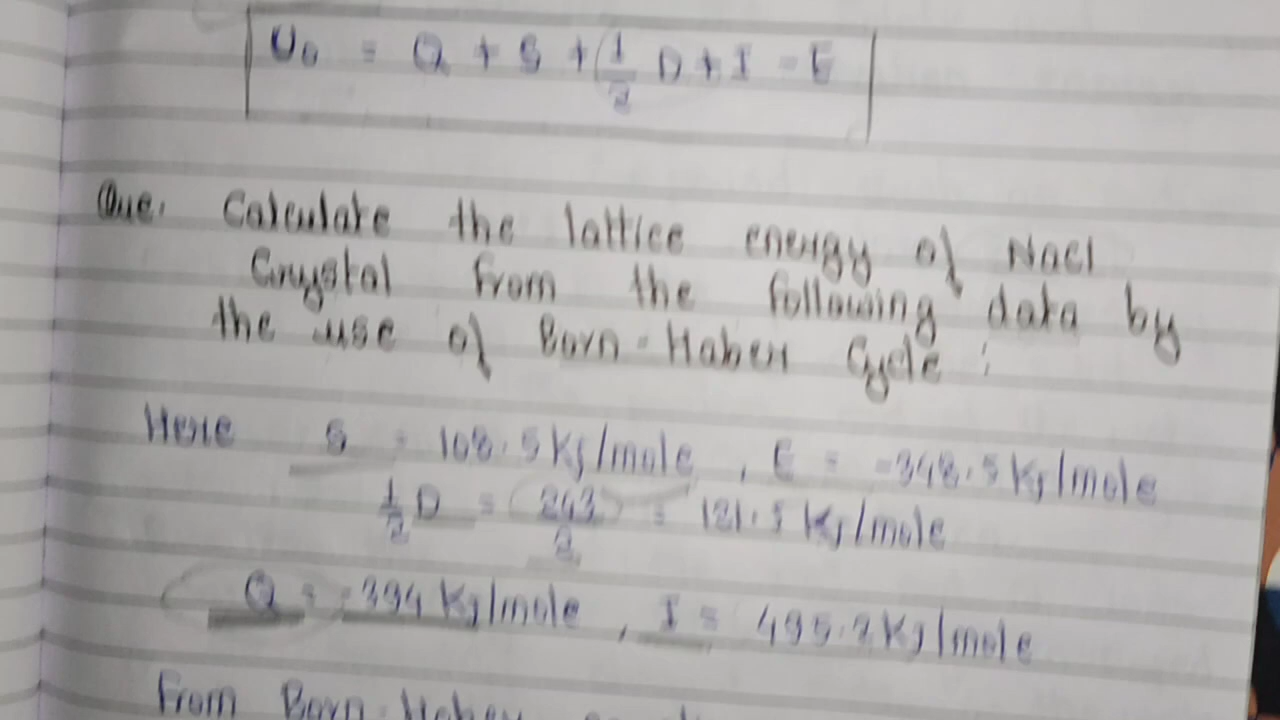 U₀ = Q + S + 1/2 D + I - E
Que. Calculate the lattice energy of NaCl
Crystal from the following data by
the use of Born-Haber Cycle :
Here S = 108.5 KJ/mole, E = -348.5 KJ/mole
1/2 D = (243/2) = 121.5 KJ/mole
Q = -394 KJ/mole, I = 495.2 KJ/mole
From Born-Haber